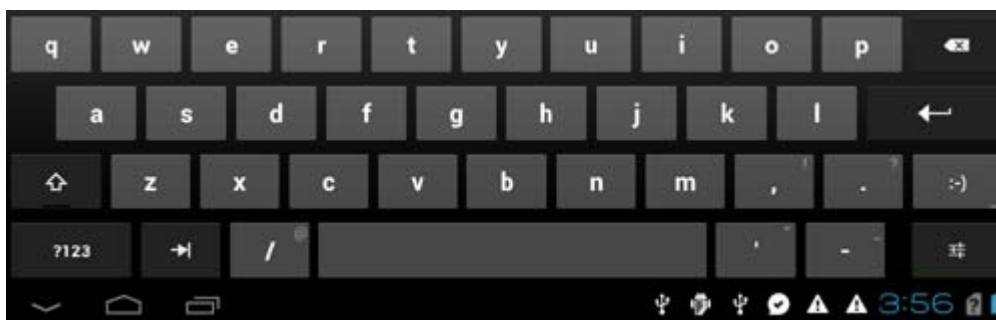 q w e r t y u i o p
a s d f g h j k l
z x c v b n m , ! . ? :-)
?123 / @ ' " - _
3:56